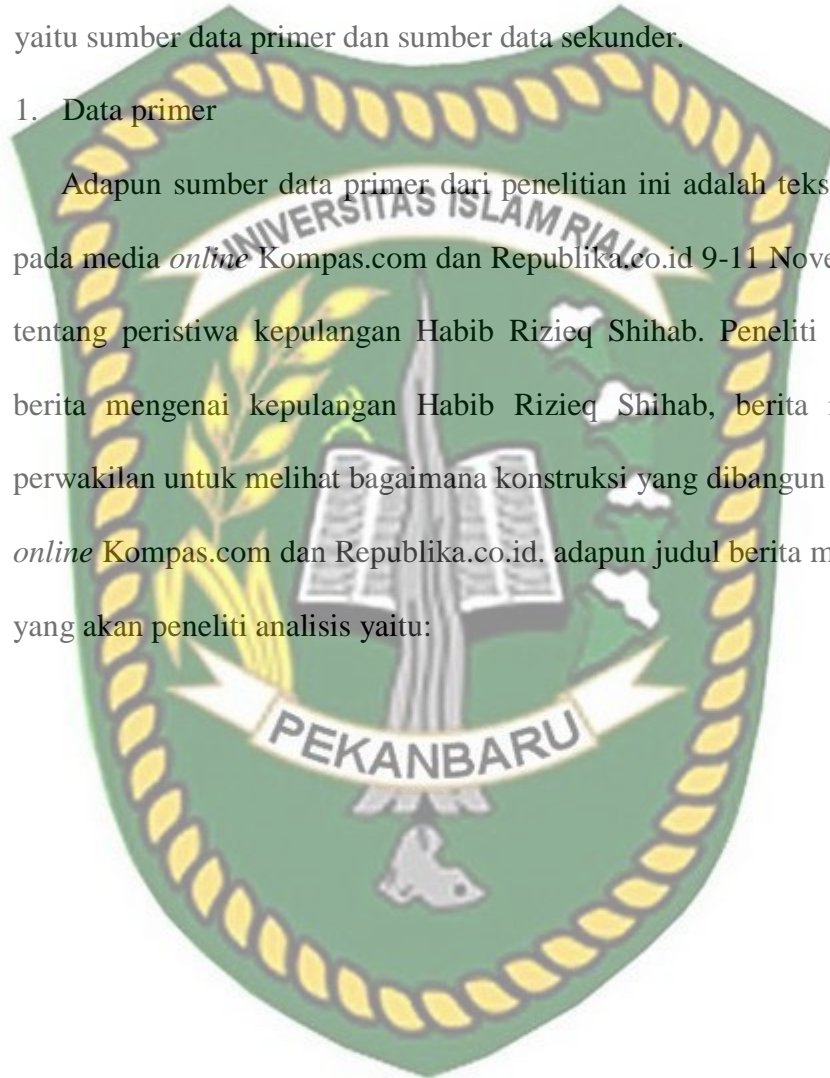 yaitu sumber data primer dan sumber data sekunder.
1. Data primer
Adapun sumber data primer dari penelitian ini adalah teks
UNIVERSITAS ISLAM RIAU
pada media online Kompas.com dan Republika.co.id 9-11 Nove
tentang peristiwa kepulangan Habib Rizieq Shihab. Peneliti
berita mengenai kepulangan Habib Rizieq Shihab, berita
perwakilan untuk melihat bagaimana konstruksi yang dibangun
online Kompas.com dan Republika.co.id. adapun judul berita m
yang akan peneliti analisis yaitu:
PEKANBARU